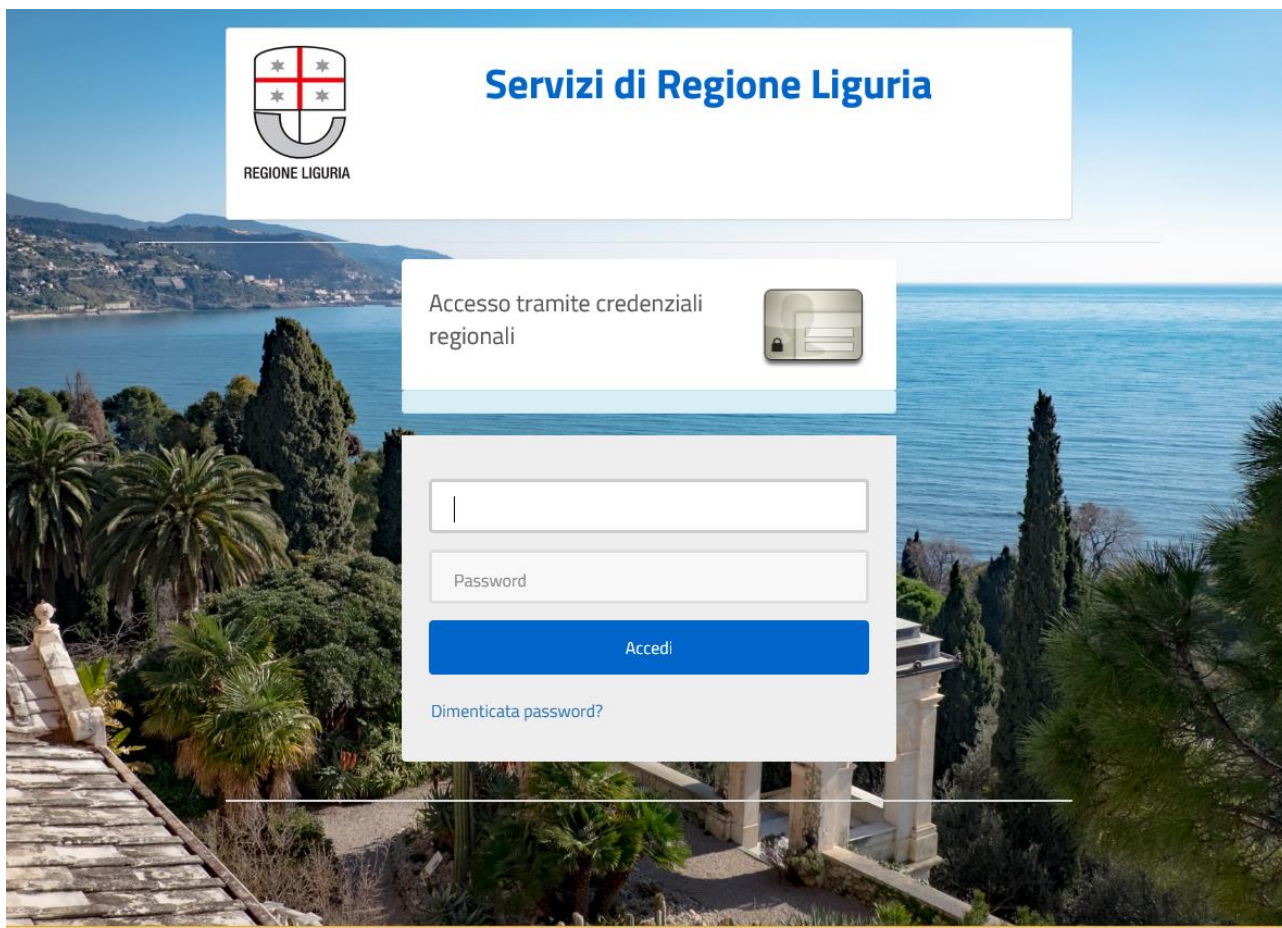 Servizi di Regione Liguria
REGIONE LIGURIA
Accesso tramite credenziali
regionali
Password
Accedi
Dimenticata password?